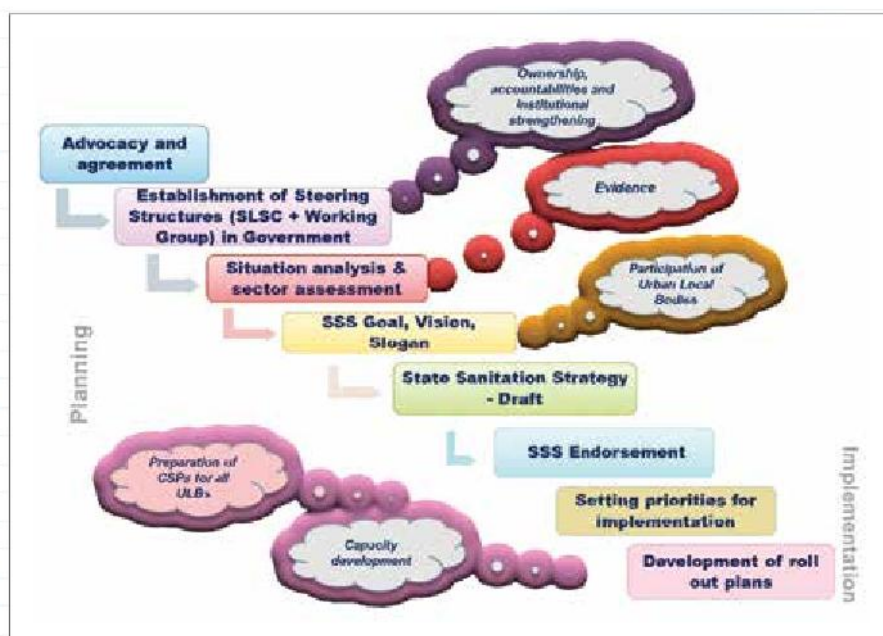 Ownership,
accountabilities and
institutional
strengthening
Advocacy and
agreement
Establishment of Steering
Structures (SLSC + Working
Group) in Government
Evidence
Situation analysis &
sector assessment
Participation of
Urban Local
Bodies
SSS Goal, Vision,
Slogan
Planning
State Sanitation Strategy
- Draft
SSS Endorsement
Preparation of
CSPs for all
ULBs
Setting priorities for
implementation
Capacity
development
Development of roll
out plans
Implementation